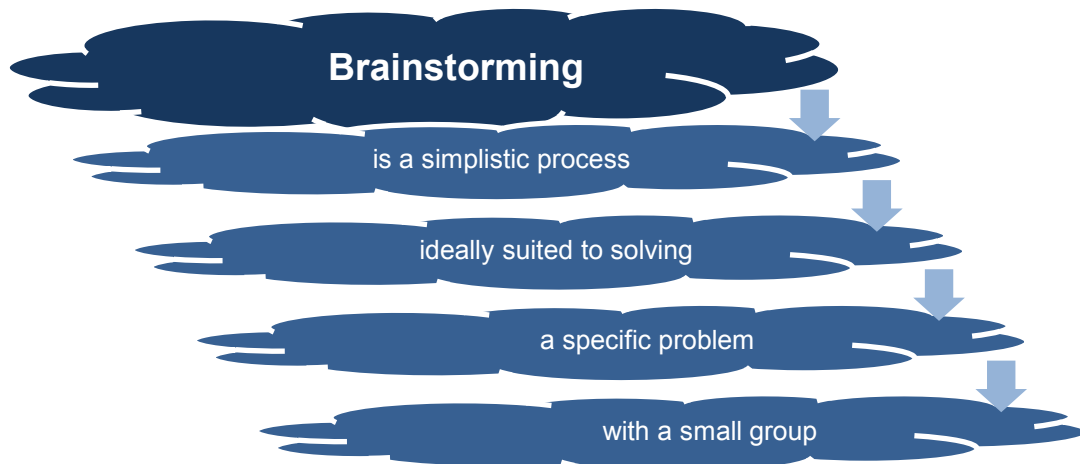 Brainstorming
is a simplistic process
ideally suited to solving
a specific problem
with a small group